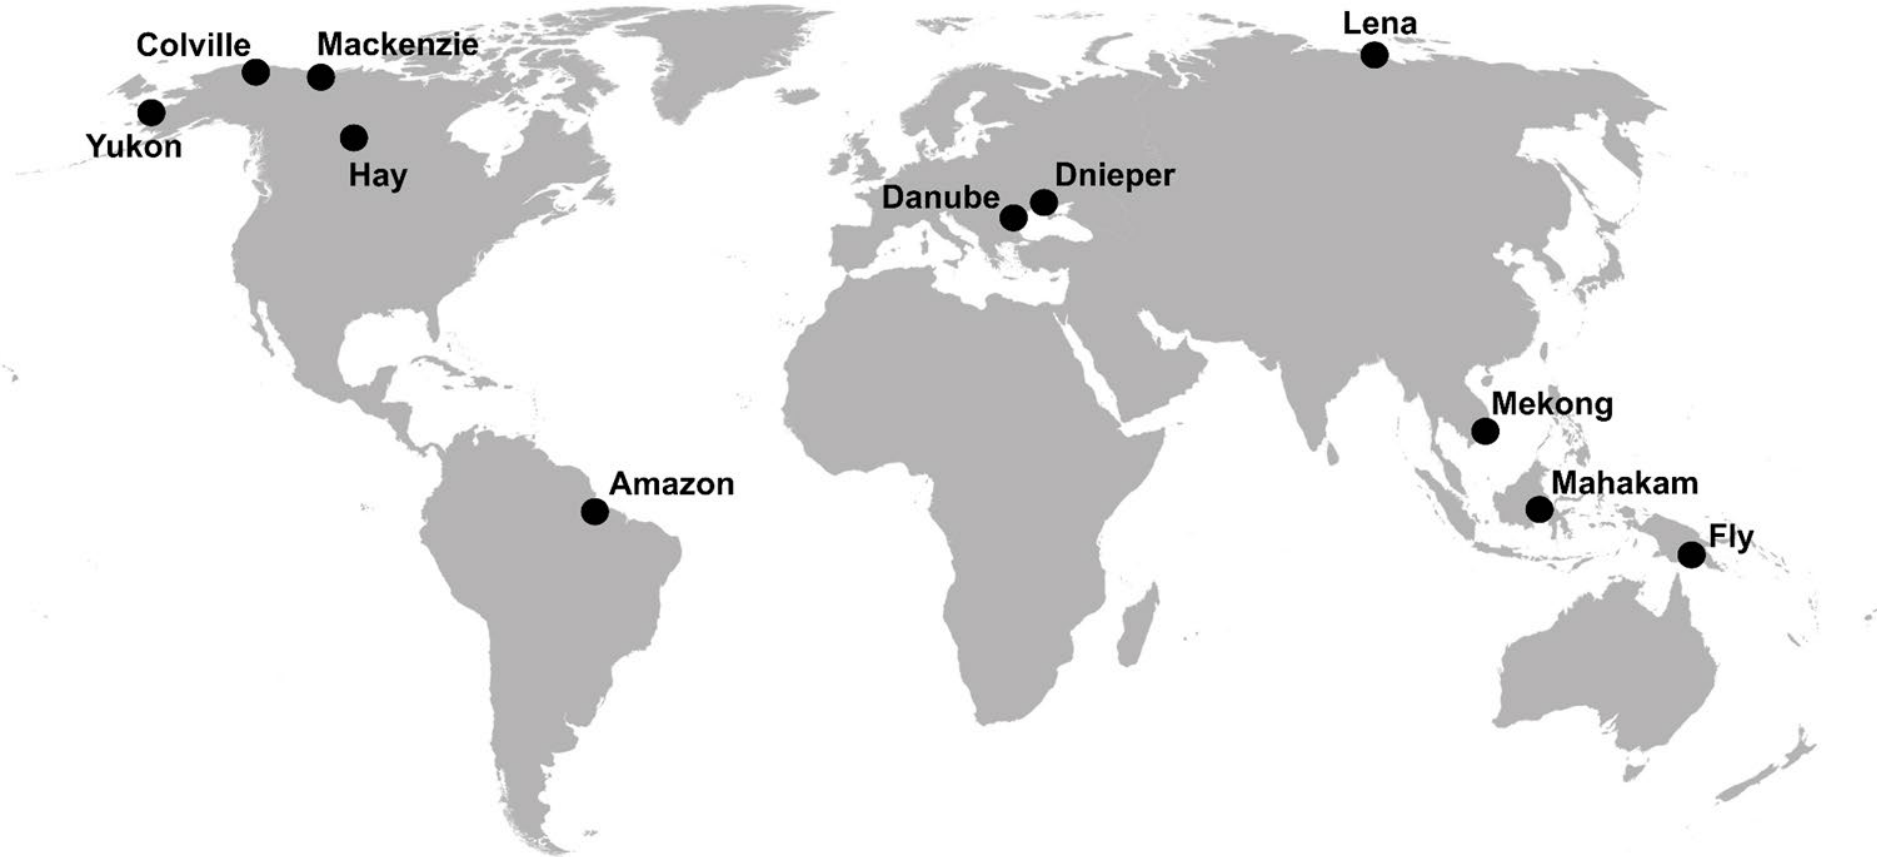 Lena
Colville
Mackenzie
Yukon
Hay
Dnieper
Danube
Mekong
Amazon
Mahakam
Fly